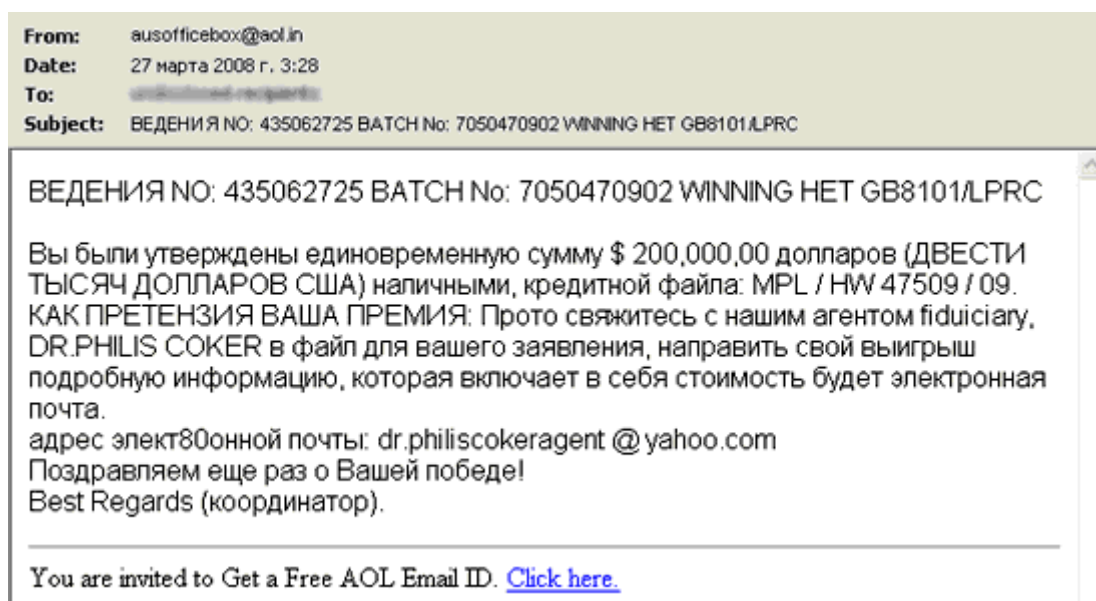 From: ausofficebox@aol.in
Date: 27 марта 2008 г. 3:28
To:
Subject: ВЕДЕНИЯ NO: 435062725 BATCH No: 7050470902 WINNING НЕТ GB8101/LPRC
ВЕДЕНИЯ NO: 435062725 BATCH No: 7050470902 WINNING НЕТ GB8101/LPRC
Вы были утверждены единовременную сумму $ 200,000,00 долларов (ДВЕСТИ
ТЫСЯЧ ДОЛЛАРОВ США) наличными, кредитной файла: MPL / HW 47509 / 09.
КАК ПРЕТЕНЗИЯ ВАША ПРЕМИЯ: Прото свяжитесь с нашим агентом fiduiciary,
DR.PHILIS COKER в файл для вашего заявления, направить свой выигрыш
подробную информацию, которая включает в себя стоимость будет электронная
почта.
адрес элект80онной почты: dr.philiscokeragent @ yahoo.com
Поздравляем еще раз о Вашей победе!
Best Regards (координатор).
You are invited to Get a Free AOL Email ID. Click here.